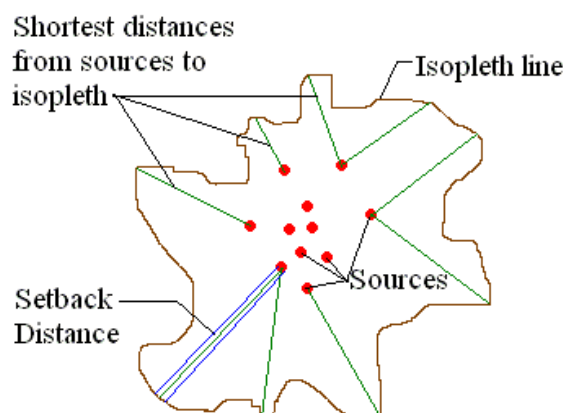 Shortest distances
from sources to
isopleth
Isopleth line
Sources
Setback
Distance